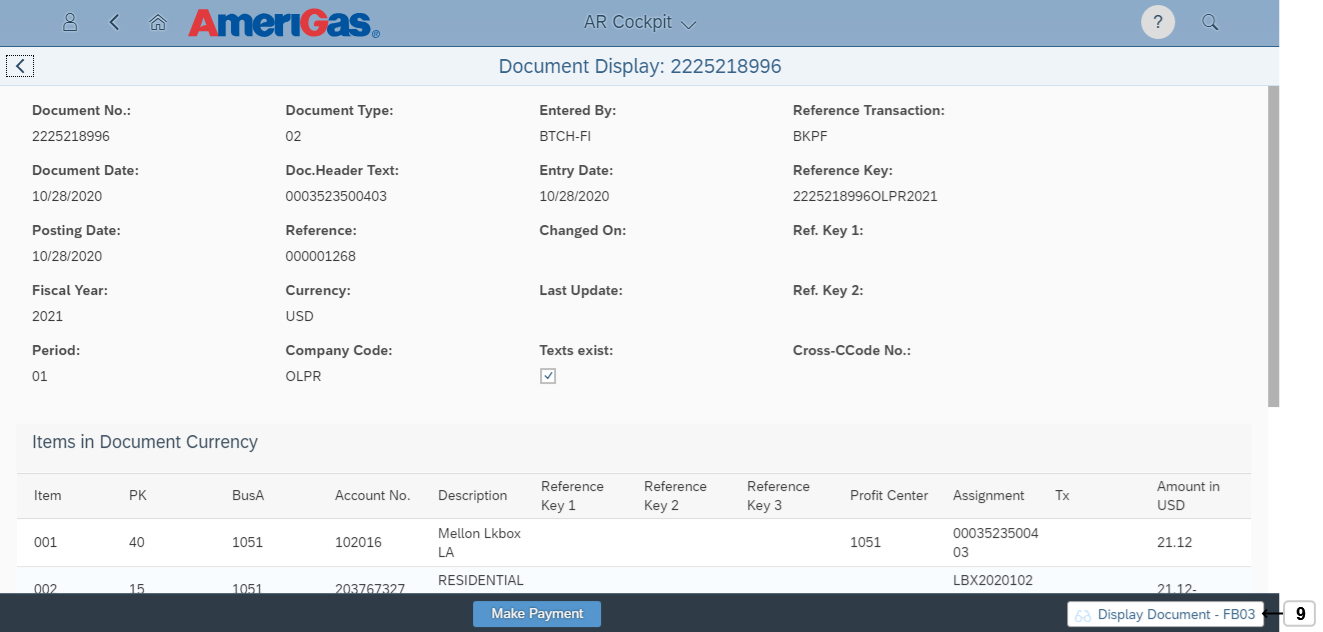 AmeriGas®
AR Cockpit
?
Document Display: 2225218996
Document No.: Document Type: Entered By: Reference Transaction:
2225218996 02 BTCH-FI BKPF
Document Date: Doc.Header Text: Entry Date: Reference Key:
10/28/2020 0003523500403 10/28/2020 2225218996OLPR2021
Posting Date: Reference: Changed On: Ref. Key 1:
10/28/2020 000001268
Fiscal Year: Currency: Last Update: Ref. Key 2:
2021 USD
Period: Company Code: Texts exist: Cross-CCode No.:
01 OLPR
Items in Document Currency
Item PK BusA Account No. Description Reference Key 1 Reference Key 2 Reference Key 3 Profit Center Assignment Tx Amount in USD
001 40 1051 102016 Mellon Lkbox LA 1051 00035235004 03 21.12
002 15 1051 203767327 RESIDENTIAL LBX2020102 21.12-
Make Payment
Display Document - FB03
9